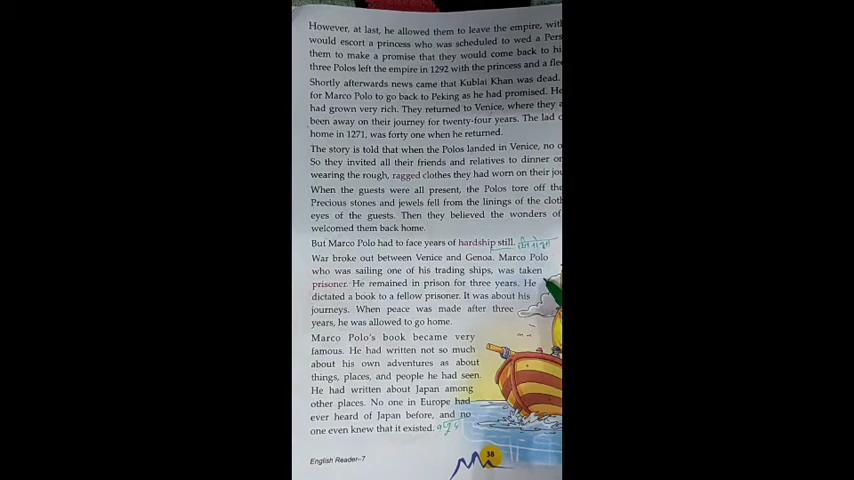 However, at last, he allowed them to leave the empire,
would escort a princess who was scheduled to wed a
them to make a promise that they would come back to
three Polos left the empire in 1292 with the princess and a
Shortly afterwards news came that Kublai Khan was dead.
for Marco Polo to go back to Peking as he had promised.
had grown very rich. They returned to Venice, where they
been away on their journey for twenty-four years. The lad
home in 1271, was forty one when he returned.
The story is told that when the Polos landed in Venice,
So they invited all their friends and relatives to dinner
wearing the rough, ragged clothes they had worn on their
When the guests were all present, the Polos tore off the
Precious stones and jewels fell from the linings of the
eyes of the guests. Then they believed the wonders of
welcomed them back home.
But Marco Polo had to face years of hardship still.
War broke out between Venice and Genoa. Marco Polo
who was sailing one of his trading ships, was taken
prisoner. He remained in prison for three years. He
dictated a book to a fellow prisoner. It was about his
journeys. When peace was made after three
years, he was allowed to go home.
Marco Polo's book became very
famous. He had written not so much
about his own adventures as about
things, places, and people he had seen.
He had written about Japan among
other places. No one in Europe had
ever heard of Japan before, and no
one even knew that it existed.
English Reader-7
38